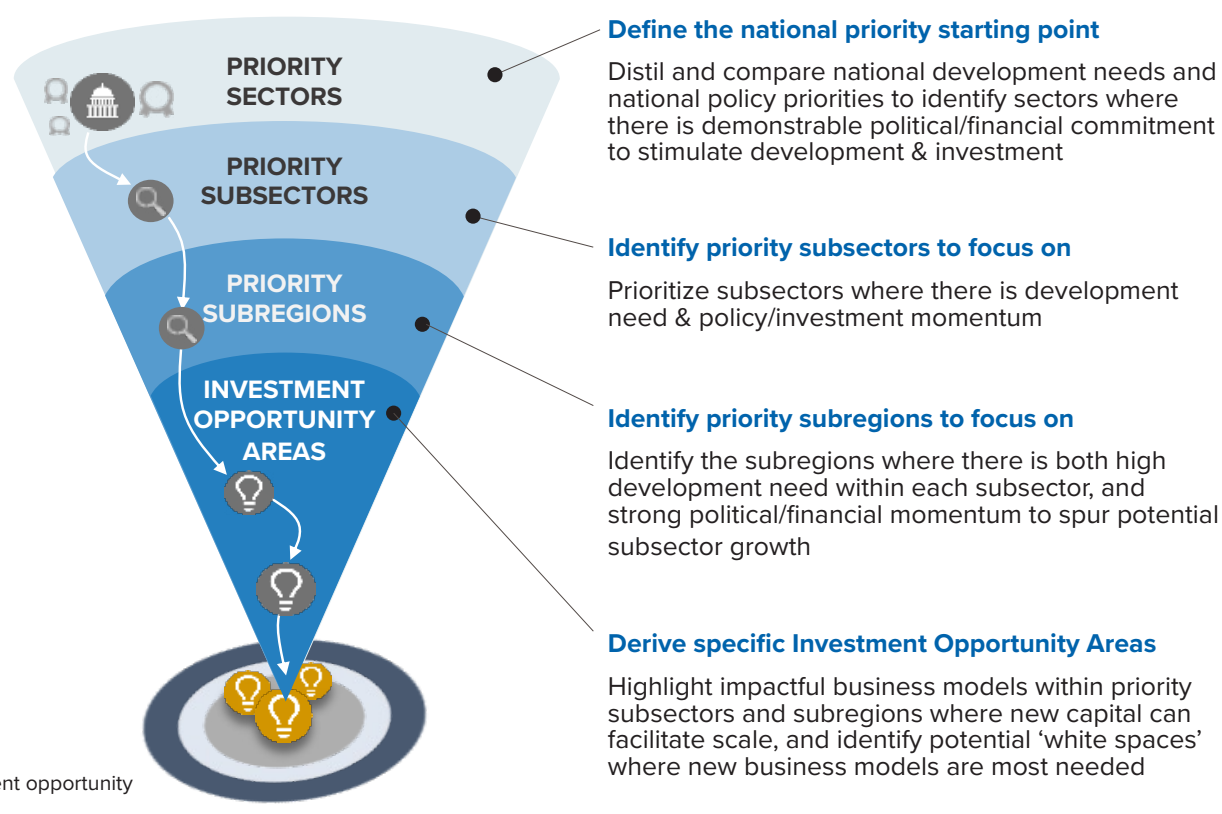 PRIORITY
SECTORS
PRIORITY
SUBSECTORS
PRIORITY
SUBREGIONS
INVESTMENT
OPPORTUNITY
AREAS
Define the national priority starting point
Distil and compare national development needs and
national policy priorities to identify sectors where
there is demonstrable political/financial commitment
to stimulate development & investment
Identify priority subsectors to focus on
Prioritize subsectors where there is development
need & policy/investment momentum
Identify priority subregions to focus on
Identify the subregions where there is both high
development need within each subsector, and
strong political/financial momentum to spur potential
subsector growth
Derive specific Investment Opportunity Areas
Highlight impactful business models within priority
subsectors and subregions where new capital can
facilitate scale, and identify potential ‘white spaces’
where new business models are most needed
ent opportunity